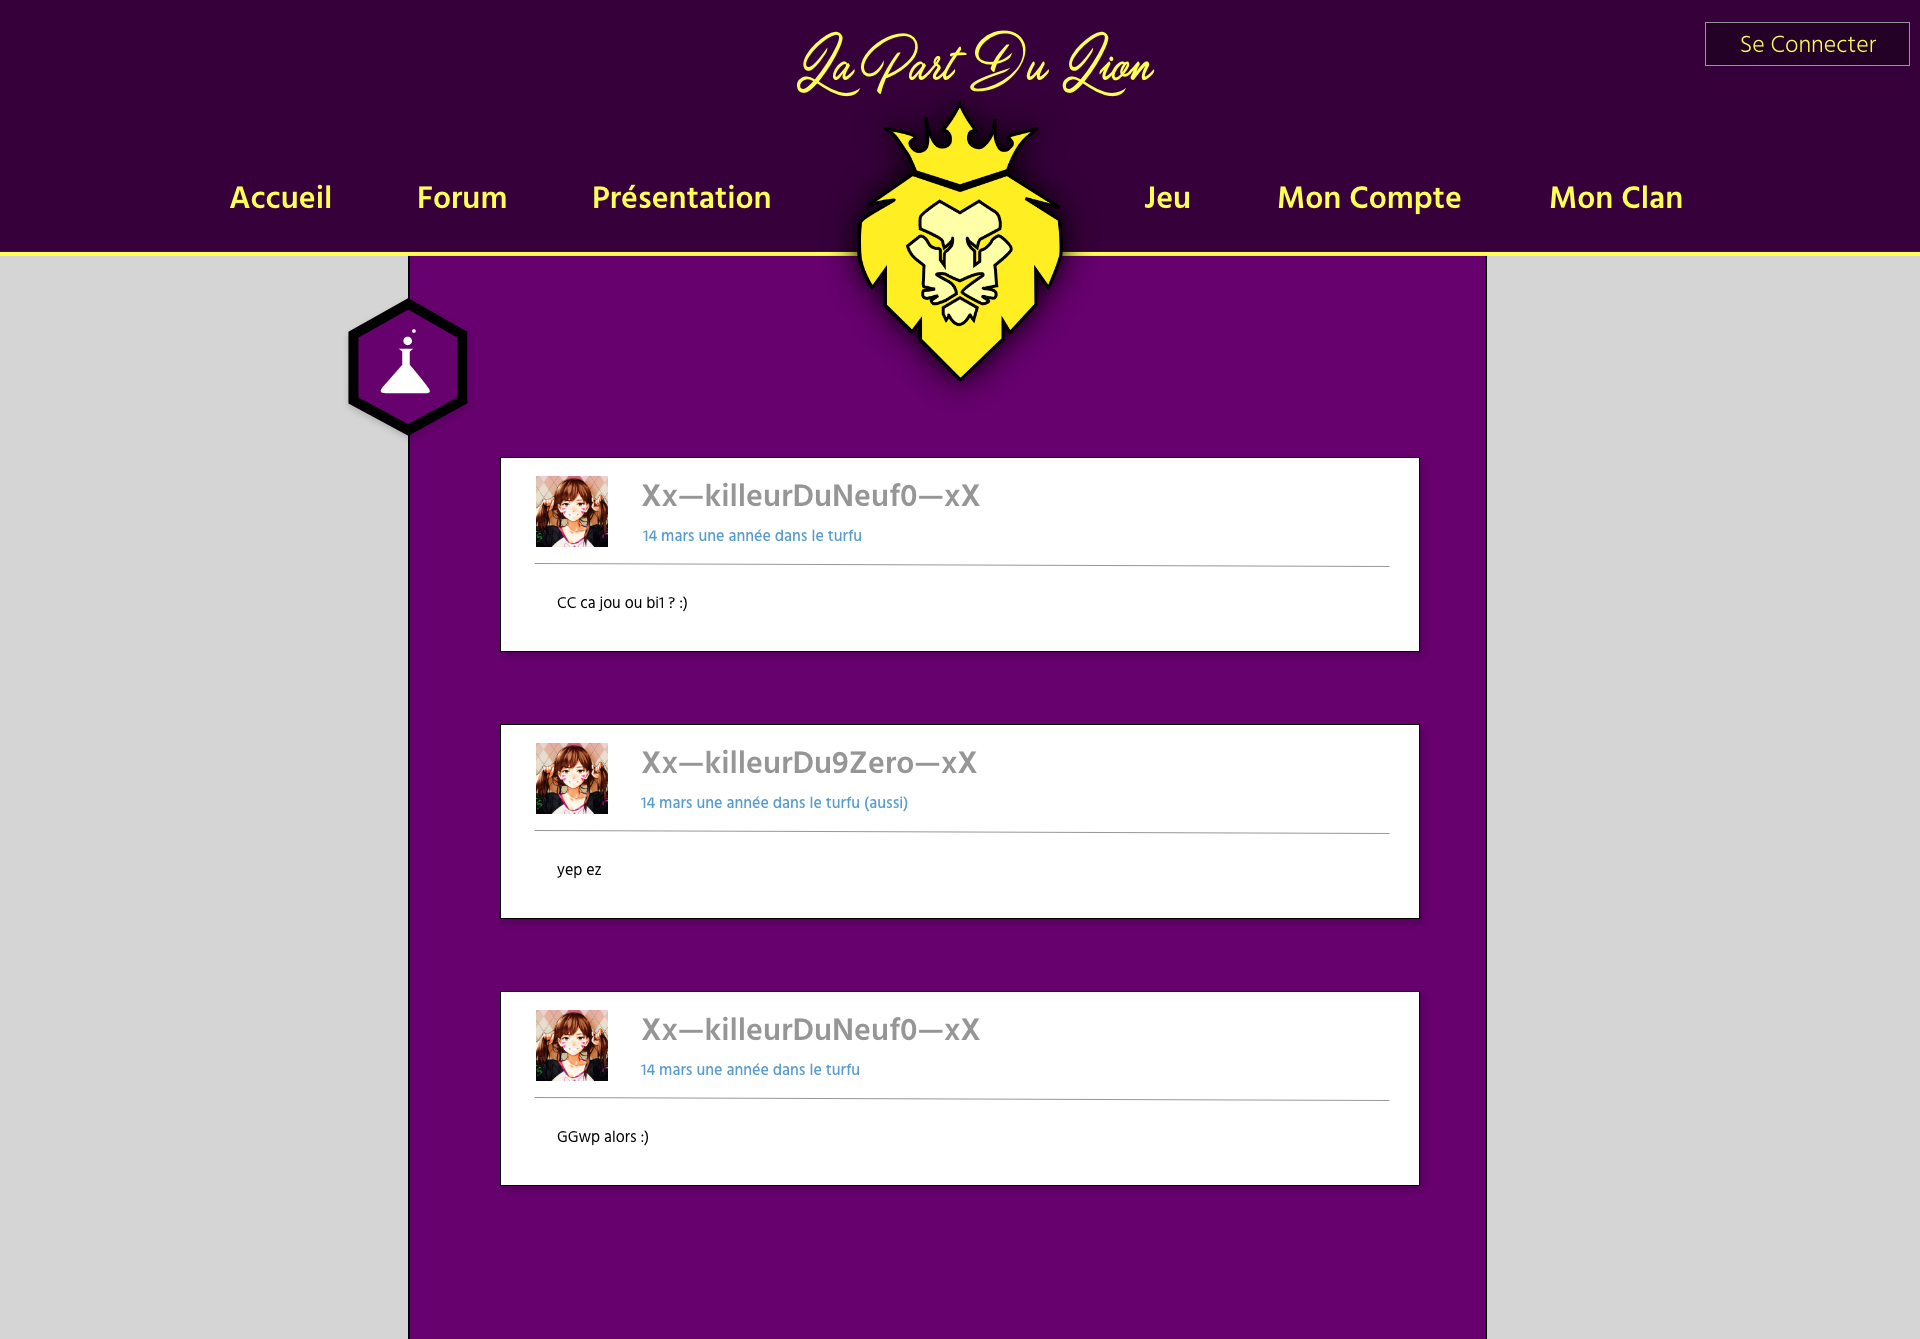 La Part Du Lion
Se Connecter
Accueil
Forum
Présentation
Jeu
Mon Compte
Mon Clan
Xx—killeurDuNeuf0—xX
14 mars une année dans le turfu
CC ca jou ou bi1 ? :)
Xx—killeurDu9Zero—xX
14 mars une année dans le turfu (aussi)
yep ez
Xx—killeurDuNeuf0—xX
14 mars une année dans le turfu
GGwp alors :)